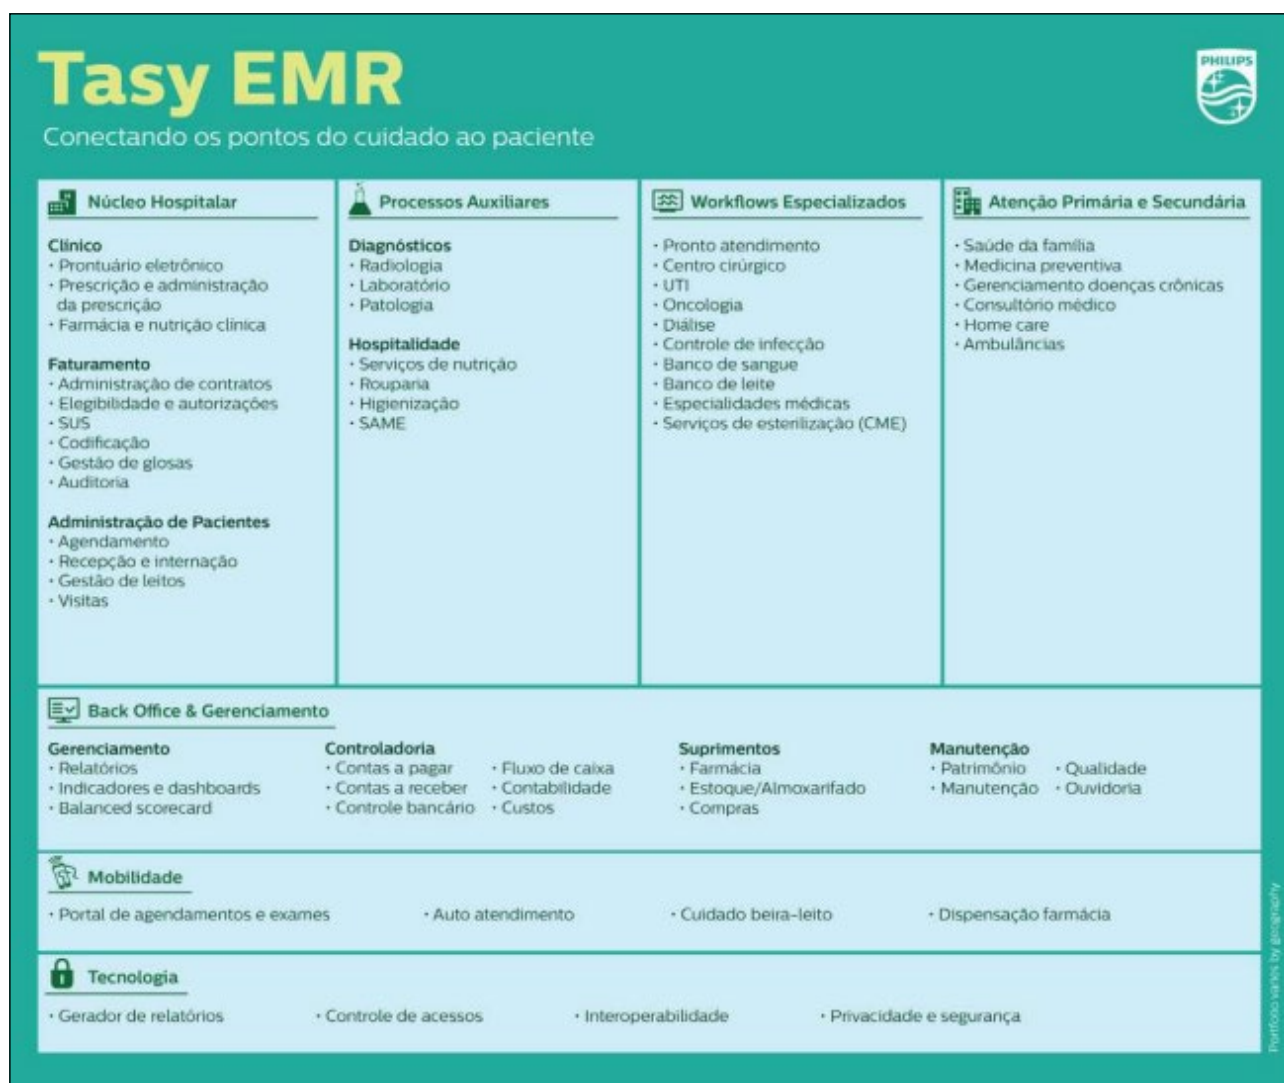 Tasy EMR
Conectando os pontos do cuidado ao paciente
PHILIPS
Núcleo Hospitalar
Clínico
· Prontuário eletrônico
· Prescrição e administração
da prescrição
· Farmácia e nutrição clínica
Faturamento
· Administração de contratos
· Elegibilidade e autorizações
· SUS
· Codificação
· Gestão de glosas
· Auditoria
Administração de Pacientes
· Agendamento
· Recepção e internação
· Gestão de leitos
· Visitas
Processos Auxiliares
Diagnósticos
· Radiologia
· Laboratório
· Patologia
Hospitalidade
· Serviços de nutrição
· Rouparia
· Higienização
· SAME
Workflows Especializados
· Pronto atendimento
· Centro cirúrgico
· UTI
· Oncologia
· Diálise
· Controle de infecção
· Banco de sangue
· Banco de leite
· Especialidades médicas
· Serviços de esterilização (CME)
Atenção Primária e Secundária
· Saúde da família
· Medicina preventiva
· Gerenciamento doenças crônicas
· Consultório médico
· Home care
· Ambulâncias
Back Office & Gerenciamento
Gerenciamento
· Relatórios
· Indicadores e dashboards
· Balanced scorecard
Controladoria
· Contas a pagar
· Contas a receber
· Controle bancário
· Fluxo de caixa
· Contabilidade
· Custos
Suprimentos
· Farmácia
· Estoque/Almoxarifado
· Compras
Manutenção
· Patrimônio
· Manutenção
· Qualidade
· Ouvidoria
Mobilidade
· Portal de agendamentos e exames
· Auto atendimento
· Cuidado beira-leito
· Dispensação farmácia
Tecnologia
· Gerador de relatórios
· Controle de acessos
· Interoperabilidade
· Privacidade e segurança
Portfolio varies by geography